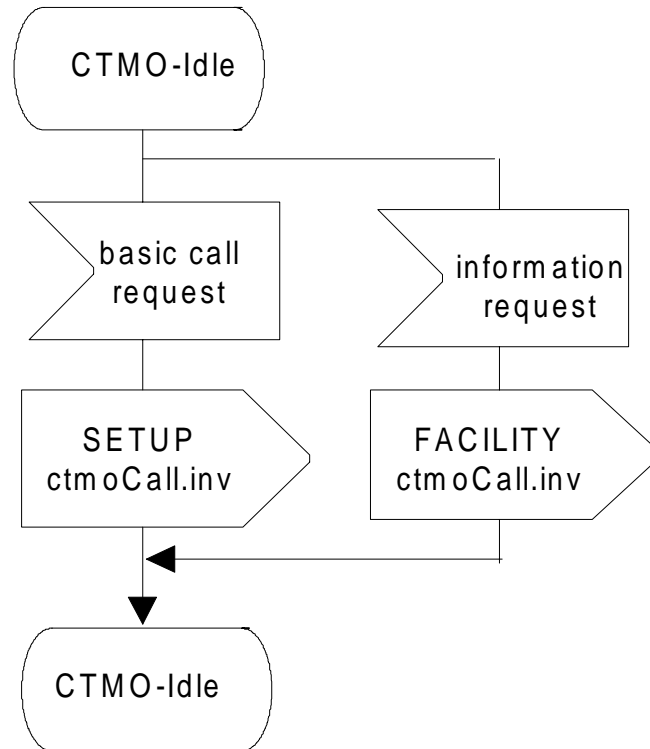 CTMO-Idle
basic call
request
information
request
SETUP
ctmoCall.inv
FACILITY
ctmoCall.inv
CTMO-Idle